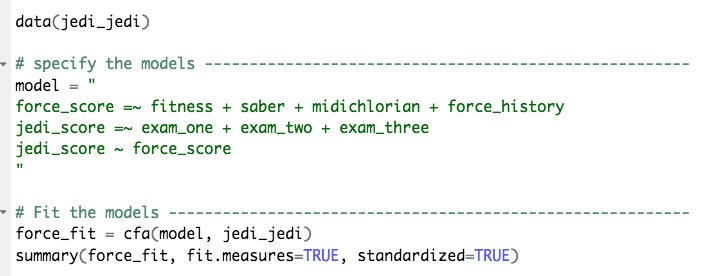 data(jedi_jedi)
# specify the models ------------------------------------------------------
model = "
force_score =~ fitness + saber + midichlorian + force_history
jedi_score =~ exam_one + exam_two + exam_three
jedi_score ~ force_score
"
# Fit the models ----------------------------------------------------------
force_fit = cfa(model, jedi_jedi)
summary(force_fit, fit.measures=TRUE, standardized=TRUE)